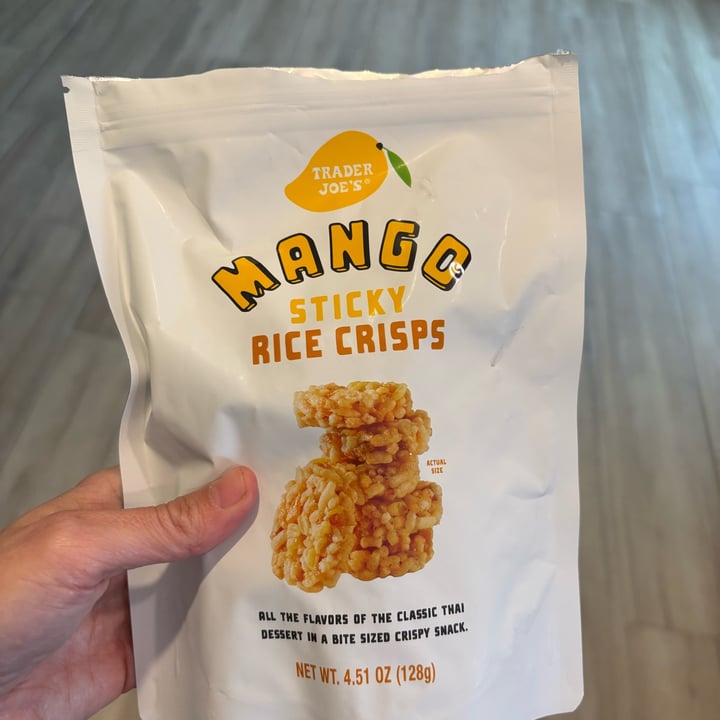 TRADER
JOE'S®
MANGO
STICKY
RICE CRISPS
ACTUAL
SIZE
ALL THE FLAVORS OF THE CLASSIC THAI
DESSERT IN A BITE SIZED CRISPY SNACK.
NET WT. 4.51 OZ (128g)